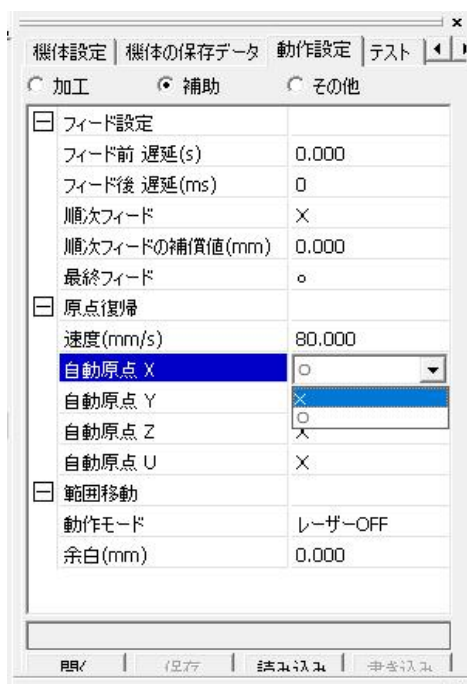 機体設定 機体の保存データ 動作設定 テスト
加工 補助 その他
フィード設定
フィード前 遅延(s) 0.000
フィード後 遅延(ms) 0
順次フィード X
順次フィードの補償値(mm) 0.000
最終フィード o
原点復帰
速度(mm/s) 80.000
自動原点 X ○
自動原点 Y X
○
自動原点 Z X
自動原点 U X
範囲移動
動作モード レーザーOFF
余白(mm) 0.000
開く 保存 読み込み 書き込み